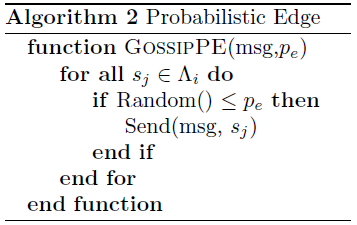 Algorithm 2 Probabilistic Edge
function GOSSIPPE(msg,pₑ)
for all sⱼ ∈ Λᵢ do
if Random() ≤ pₑ then
Send(msg, sⱼ)
end if
end for
end function